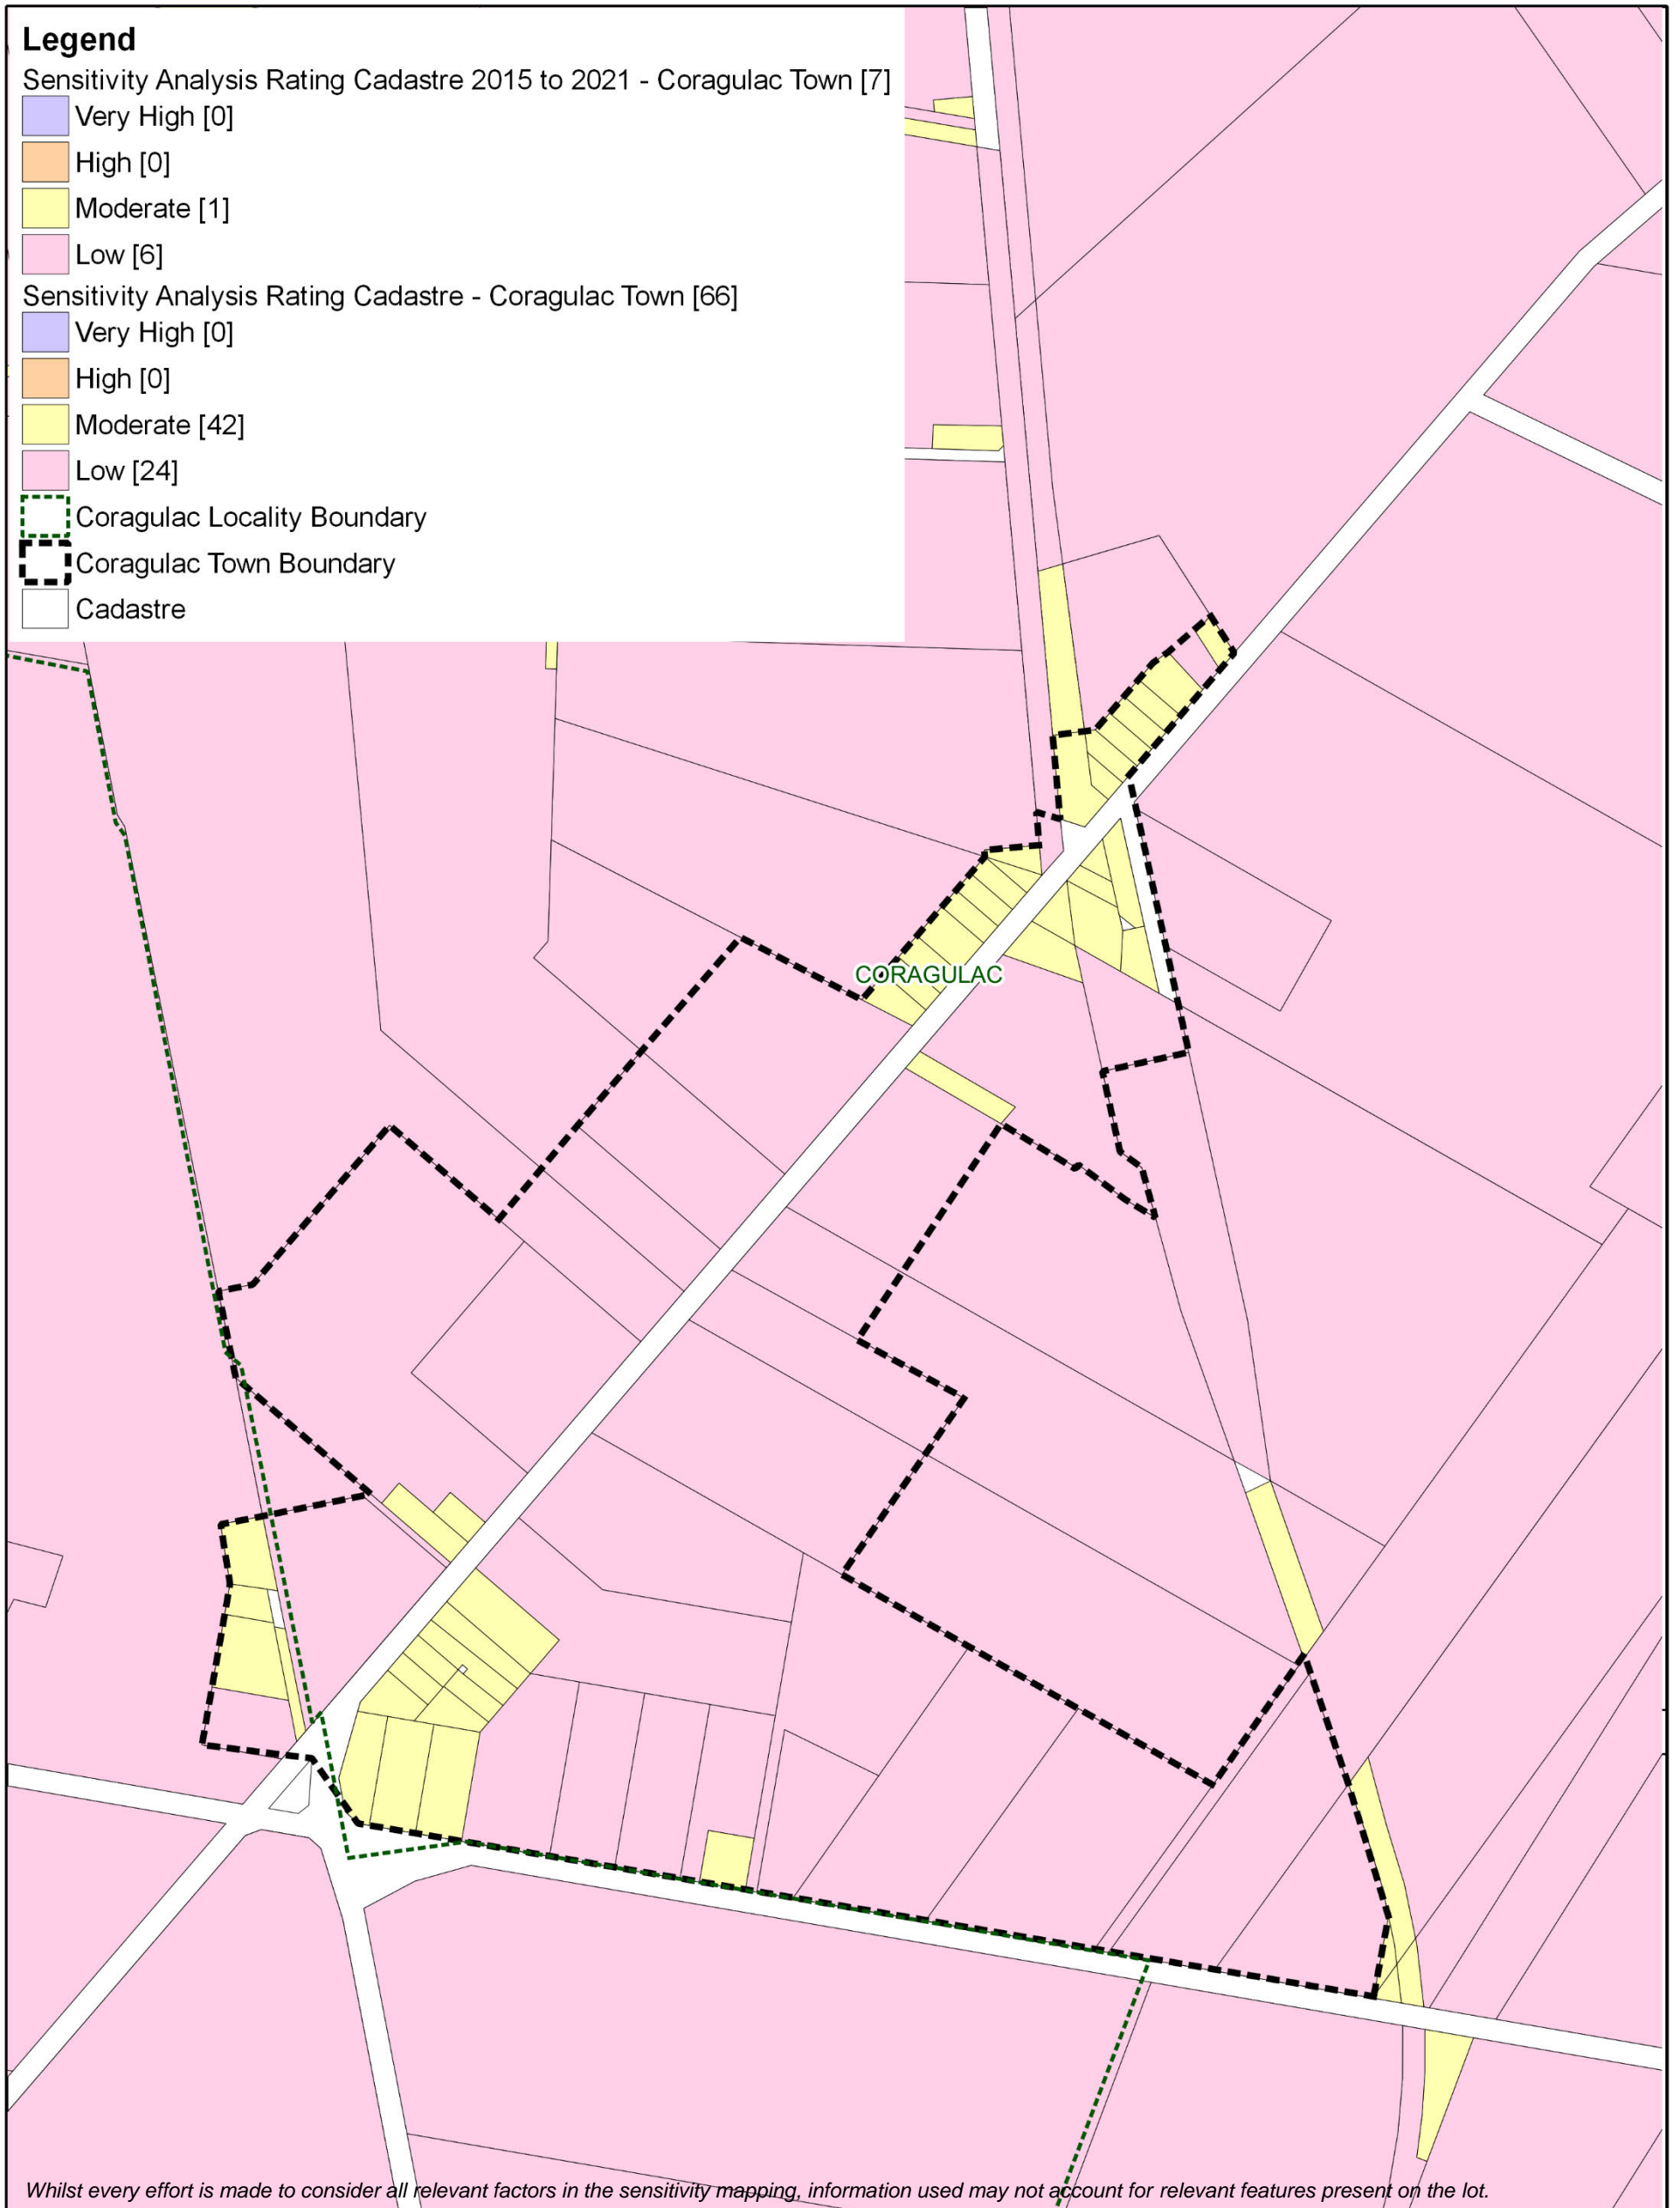 Legend
Sensitivity Analysis Rating Cadastre 2015 to 2021 - Coragulac Town [7]
Very High [0]
High [0]
Moderate [1]
Low [6]
Sensitivity Analysis Rating Cadastre - Coragulac Town [66]
Very High [0]
High [0]
Moderate [42]
Low [24]
Coragulac Locality Boundary
Coragulac Town Boundary
Cadastre
CORAGULAC
Whilst every effort is made to consider all relevant factors in the sensitivity mapping, information used may not account for relevant features present on the lot.